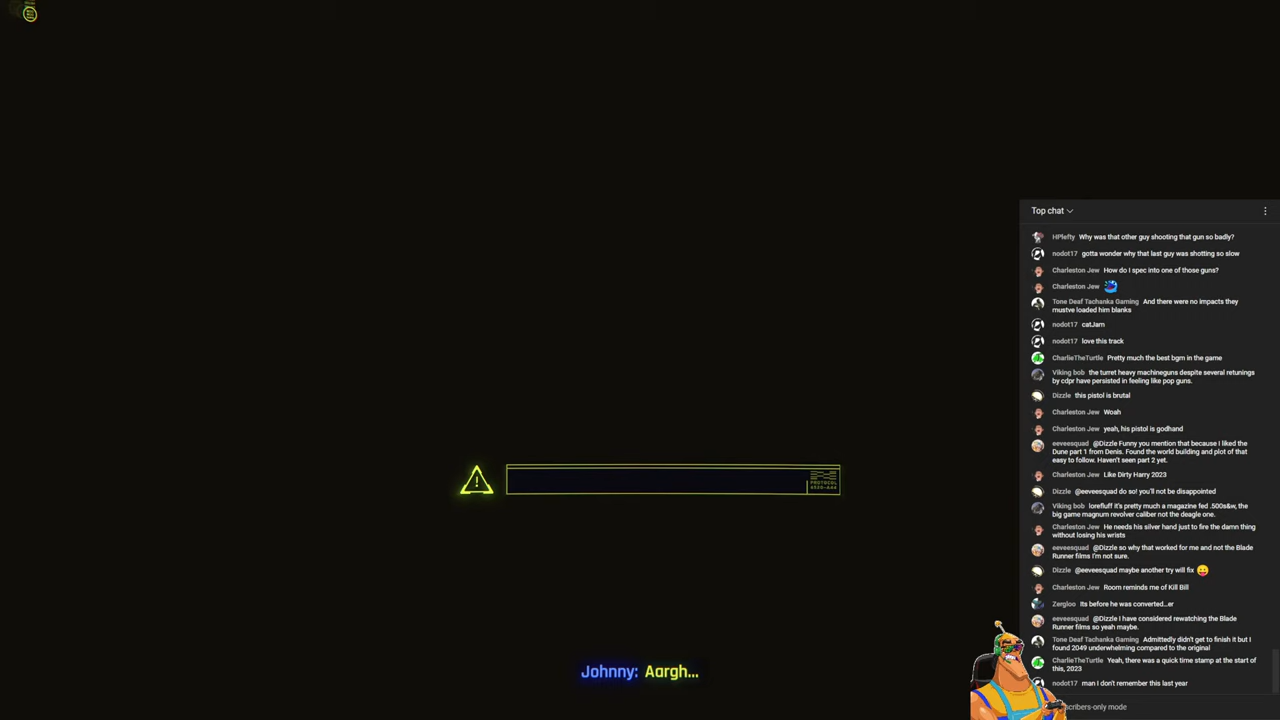 Top chat
HPlefty Why was that other guy shooting that gun so badly?
nodot17 gotta wonder why that last guy was shotting so slow
Charleston Jew How do I spec into one of those guns?
Charleston Jew
Tone Deaf Tachanka Gaming And there were no impacts they
mustve loaded him blanks
nodot17 catJam
nodot17 love this track
CharlieTheTurtle Pretty much the best bgm in the game
Viking bob the turret heavy machineguns despite several retunings
by cdpr have persisted in feeling like pop guns.
Dizzle this pistol is brutal
Charleston Jew Woah
Charleston Jew yeah, his pistol is godhand
eeveesquad @Dizzle Funny you mention that because I liked the
Dune part 1 from Denis. Found the world building and plot of that
easy to follow. Haven't seen part 2 yet.
Charleston Jew Like Dirty Harry 2023
Dizzle @eeveesquad do so! you'll not be disappointed
Viking bob lorefluff it's pretty much a magazine fed .500s&w, the
big game magnum revolver caliber not the deagle one.
Charleston Jew He needs his silver hand just to fire the damn thing
without losing his wrists
eeveesquad @Dizzle so why that worked for me and not the Blade
Runner films I'm not sure.
Dizzle @eeveesquad maybe another try will fix
Charleston Jew Room reminds me of Kill Bill
Zergloo Its before he was converted...er
eeveesquad @Dizzle I have considered rewatching the Blade
Runner films so yeah maybe.
Tone Deaf Tachanka Gaming Admittedly didn't get to finish it but I
found 2049 underwhelming compared to the original
CharlieTheTurtle Yeah, there was a quick time stamp at the start of
this, 2023
nodot17 man I don't remember this last year
scribers-only mode
PROTOCOL
Johnny: Aargh...